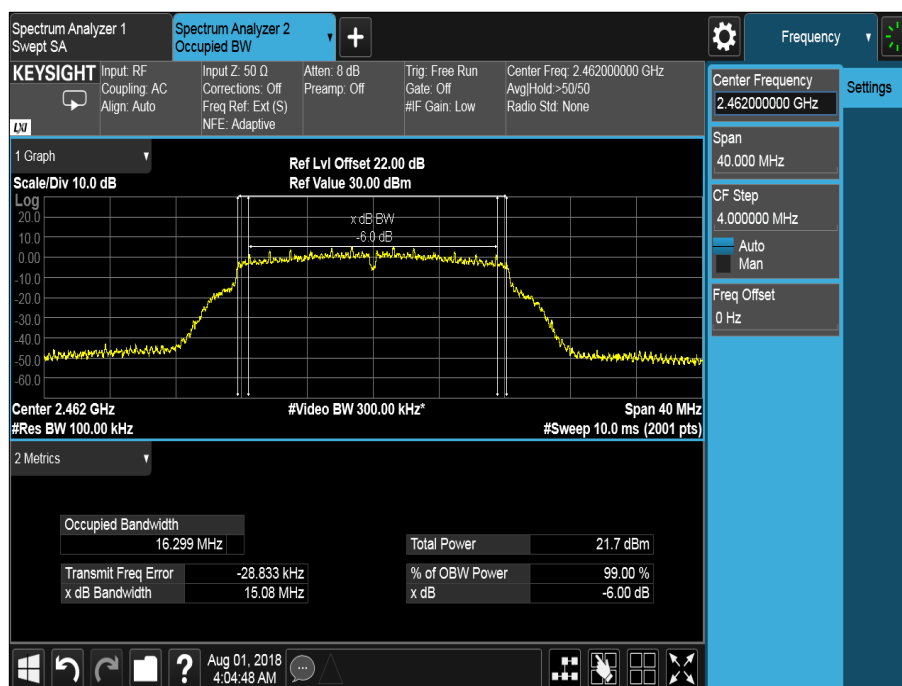 Spectrum Analyzer 1
Swept SA
Spectrum Analyzer 2
Occupied BW
Frequency
KEYSIGHT
LXI
Input: RF
Coupling: AC
Align: Auto
Input Z: 50 Ω
Corrections: Off
Freq Ref: Ext (S)
NFE: Adaptive
Atten: 8 dB
Preamp: Off
Trig: Free Run
Gate: Off
#IF Gain: Low
Center Freq: 2.462000000 GHz
Avg|Hold:>50/50
Radio Std: None
Center Frequency
2.462000000 GHz
Settings
Span
40.000 MHz
CF Step
4.000000 MHz
Auto
Man
Freq Offset
0 Hz
1 Graph
Scale/Div 10.0 dB
Ref Lvl Offset 22.00 dB
Ref Value 30.00 dBm
Log
20.0
10.0
0.00
-10.0
-20.0
-30.0
-40.0
-50.0
-60.0
x dB BW
-6.0 dB
Center 2.462 GHz
#Res BW 100.00 kHz
#Video BW 300.00 kHz*
Span 40 MHz
#Sweep 10.0 ms (2001 pts)
2 Metrics
Occupied Bandwidth
16.299 MHz
Total Power 21.7 dBm
Transmit Freq Error -28.833 kHz
% of OBW Power 99.00 %
x dB Bandwidth 15.08 MHz
x dB -6.00 dB
?
Aug 01, 2018
4:04:48 AM